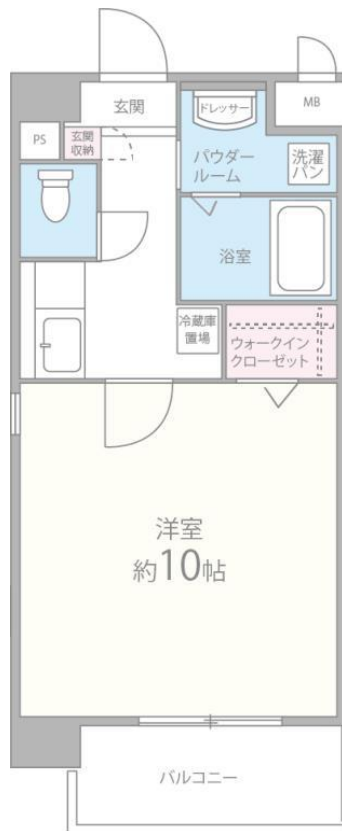 玄関
ドレッサー
MB
PS
玄関
収納
パウダー
ルーム
洗濯
パン
浴室
冷蔵庫
置場
ウォークイン
クローゼット
洋室
約10帖
バルコニー